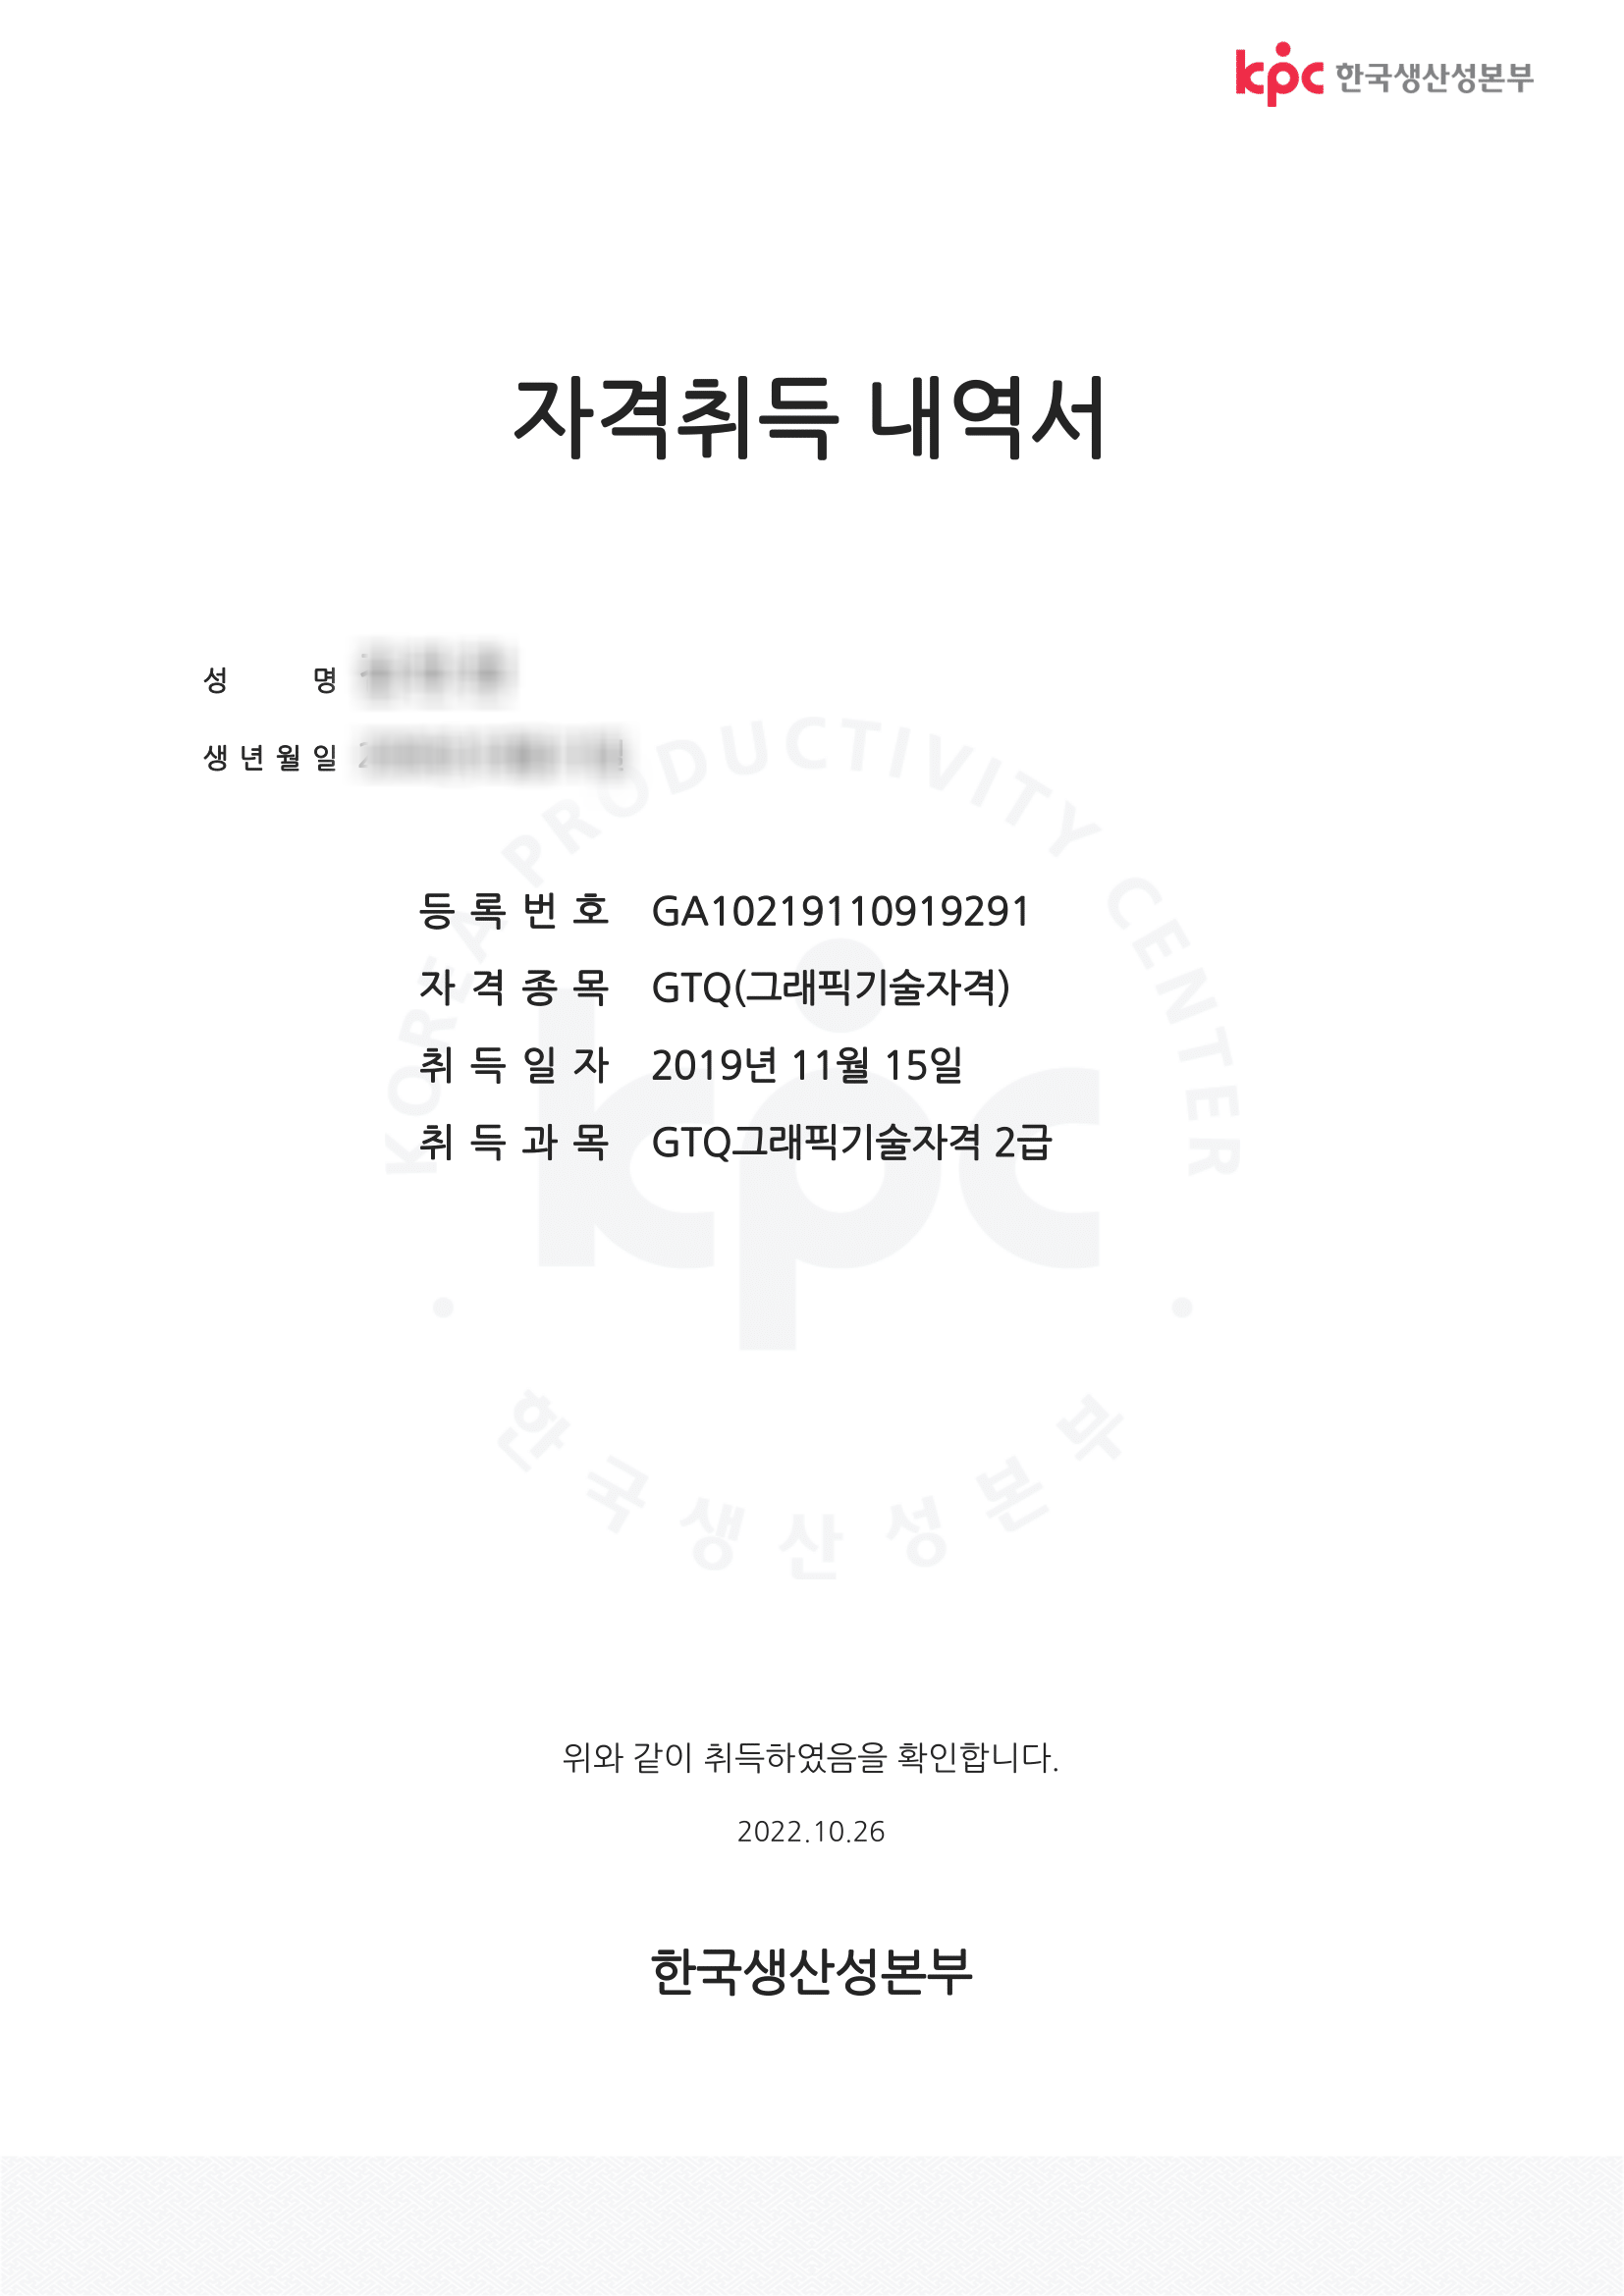 kpc 한국생산성본부
자격취득 내역서
성 명
생 년 월 일
등 록 번 호 GA10219110919291
자 격 종 목 GTQ(그래픽기술자격)
취 득 일 자 2019년 11월 15일
취 득 과 목 GTQ그래픽기술자격 2급
KOREA PRODUCTIVITY CENTER
kpc
한국생산성본부
위와 같이 취득하였음을 확인합니다.
2022.10.26
한국생산성본부